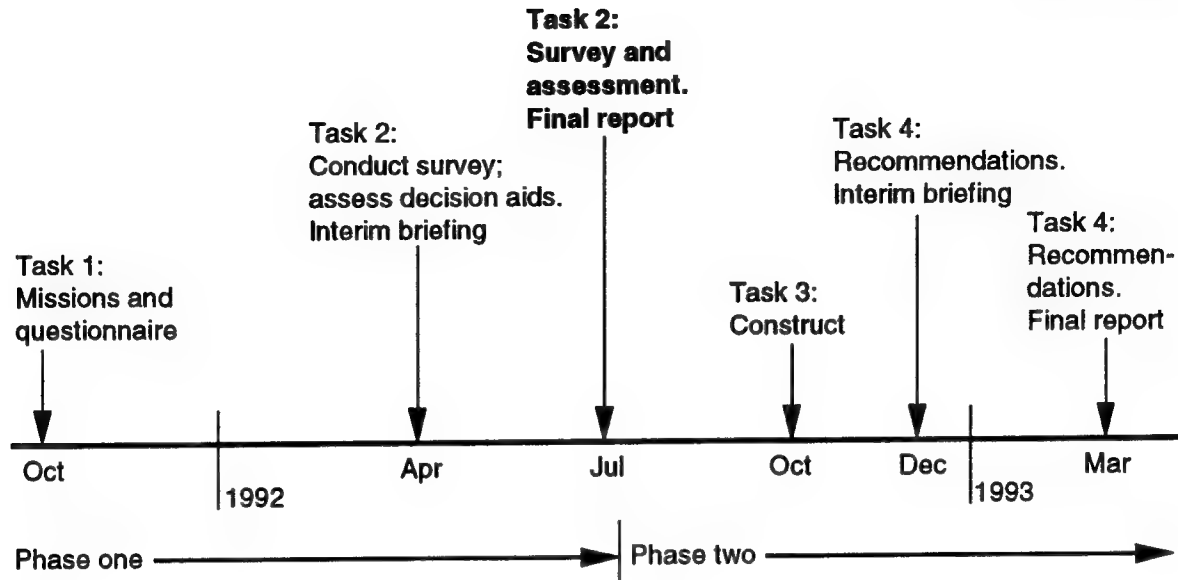 Task 2:
Survey and
assessment.
Final report
Task 2:
Conduct survey;
assess decision aids.
Interim briefing
Task 4:
Recommendations.
Interim briefing
Task 4:
Recommen-
dations.
Final report
Task 1:
Missions and
questionnaire
Task 3:
Construct
Oct
Apr
Jul
Oct
Dec
Mar
1992
1993
Phase one
Phase two